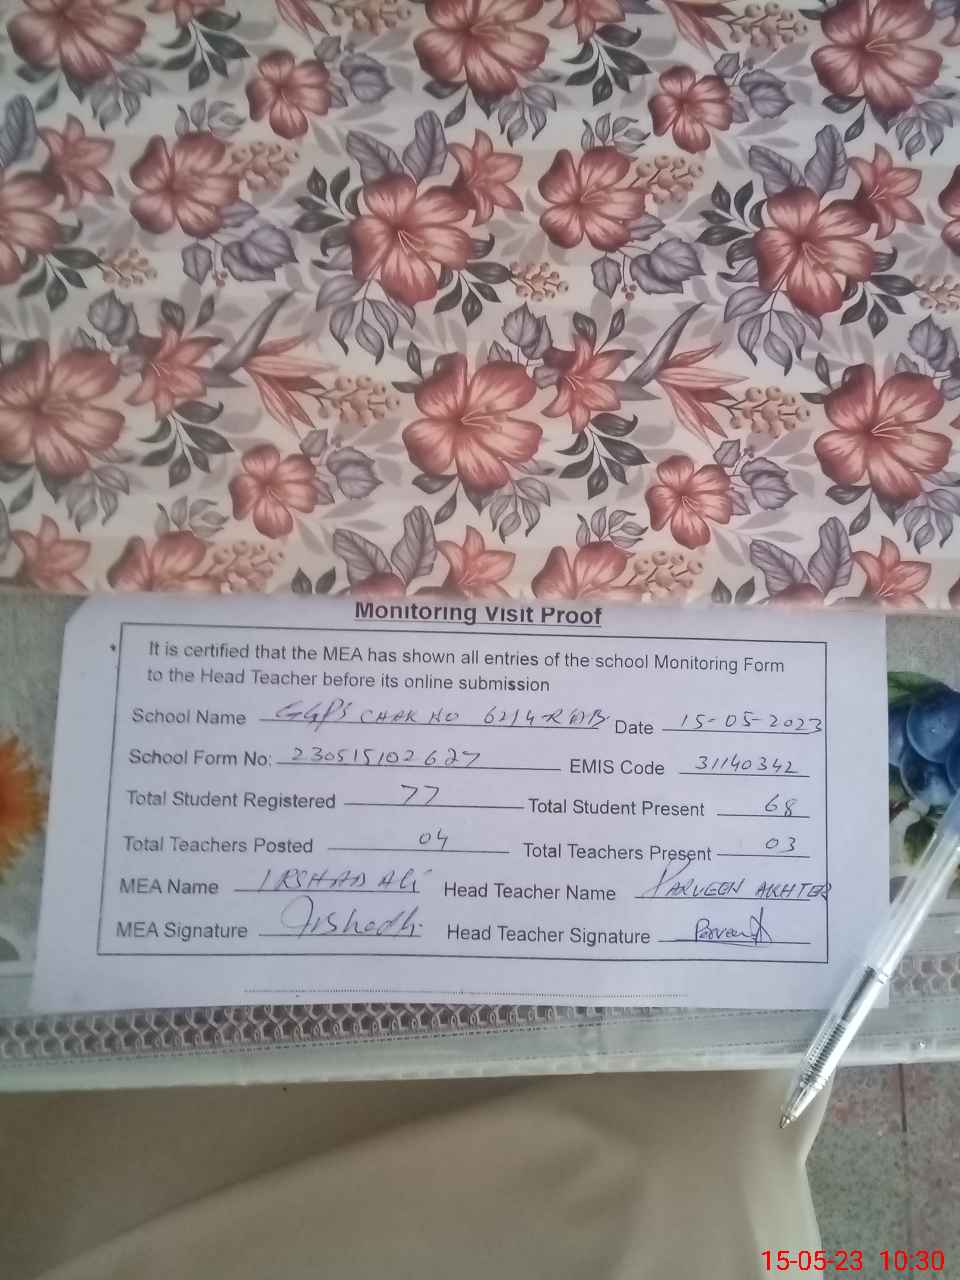 Monitoring Visit Proof
It is certified that the MEA has shown all entries of the school Monitoring Form
to the Head Teacher before its online submission
School Name GGPS CHAK NO 62/4-R W/B Date 15-05-2023
School Form No: 230515102627 EMIS Code 31140342
Total Student Registered 77 Total Student Present 68
Total Teachers Posted 04 Total Teachers Present 03
MEA Name IRSHAD ALI Head Teacher Name PARVEEN AKHTER
MEA Signature Head Teacher Signature
15-05-23 10:30